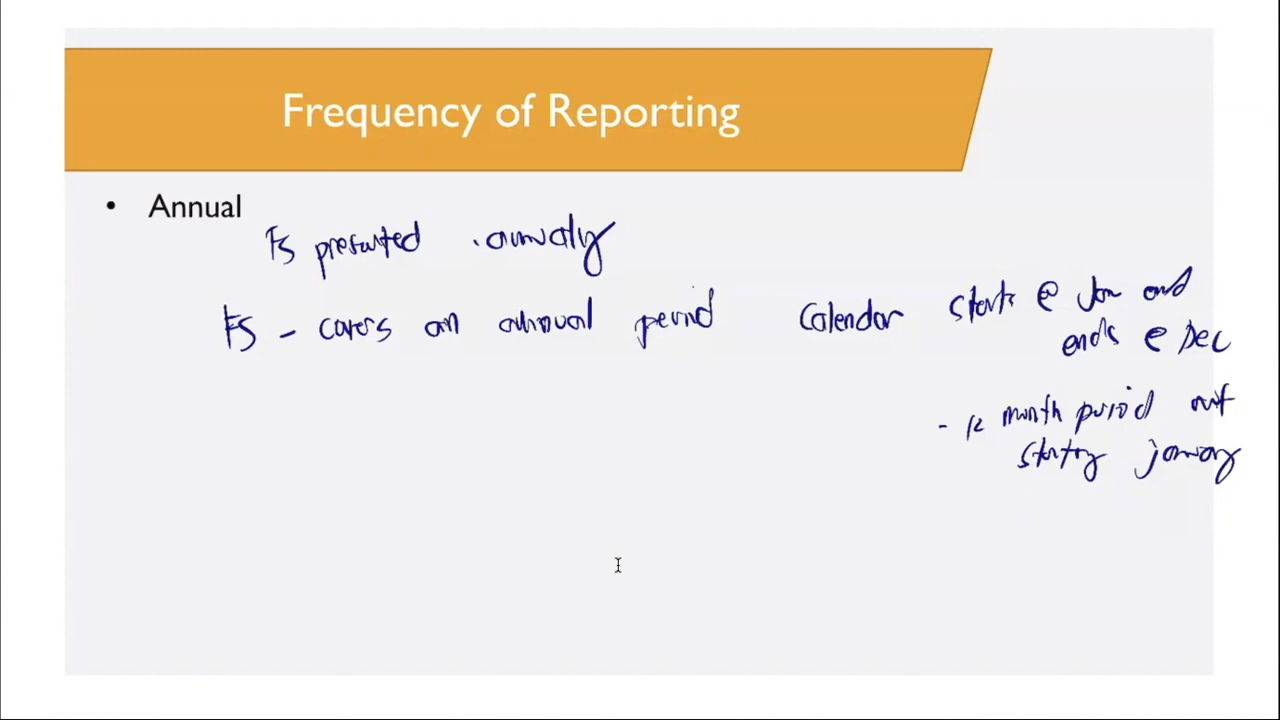 Frequency of Reporting
• Annual
FS presented annualy
FS - covers an annual period Calendar starts @ Jan and
ends @ Dec
- 12 month period not
starting january